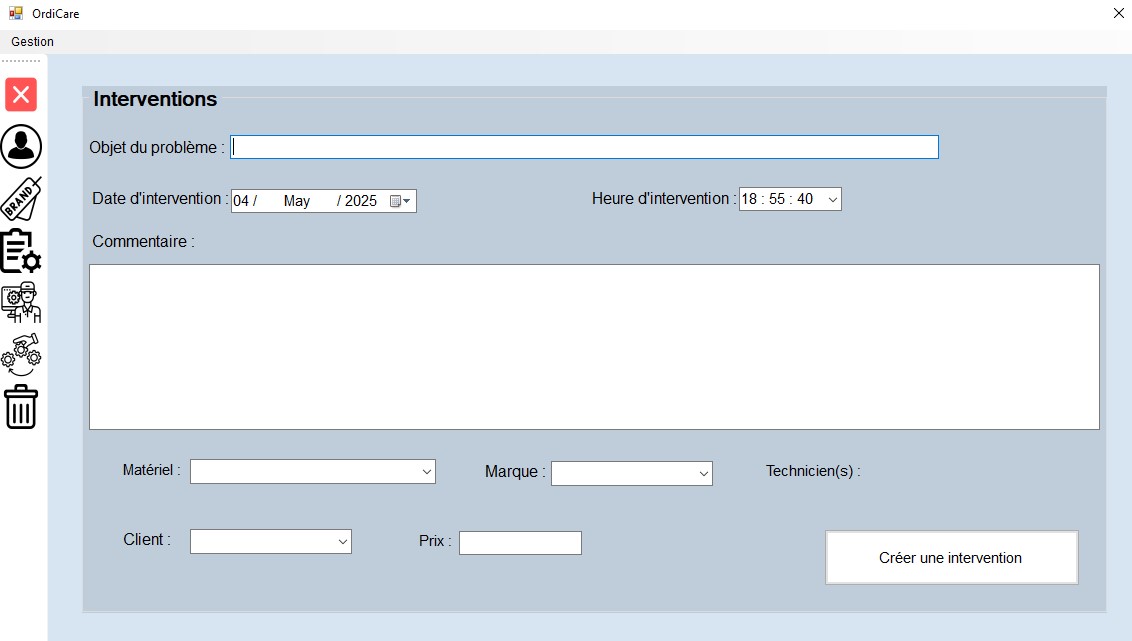 OrdiCare
Gestion
BRAND
Interventions
Objet du problème :
Date d'intervention : 04 / May / 2025 Heure d'intervention : 18 : 55 : 40
Commentaire :
Matériel : Marque : Technicien(s) :
Client : Prix :
Créer une intervention